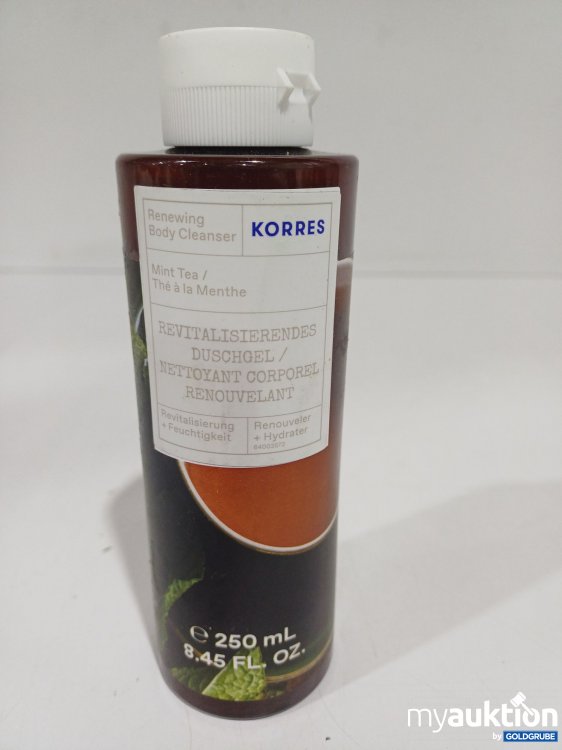 Renewing
Body Cleanser
KORRES
Mint Tea /
Thé à la Menthe
REVITALISIERENDES
DUSCHGEL /
NETTOYANT CORPOREL
RENOUVELANT
Revitalisierung
+ Feuchtigkeit
Renouveler
+ Hydrater
64003572
℮ 250 mL
8.45 FL. OZ.
myauktion
by GOLDGRUBE